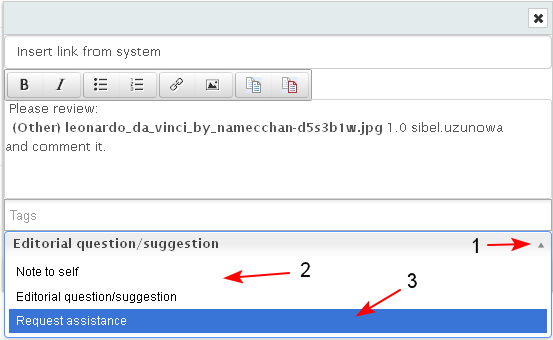 Insert link from system
B I
Please review:
(Other) leonardo_da_vinci_by_namecchan-d5s3b1w.jpg 1.0 sibel.uzunowa
and comment it.
Tags
Editorial question/suggestion 1
Note to self 2
Editorial question/suggestion
3
Request assistance